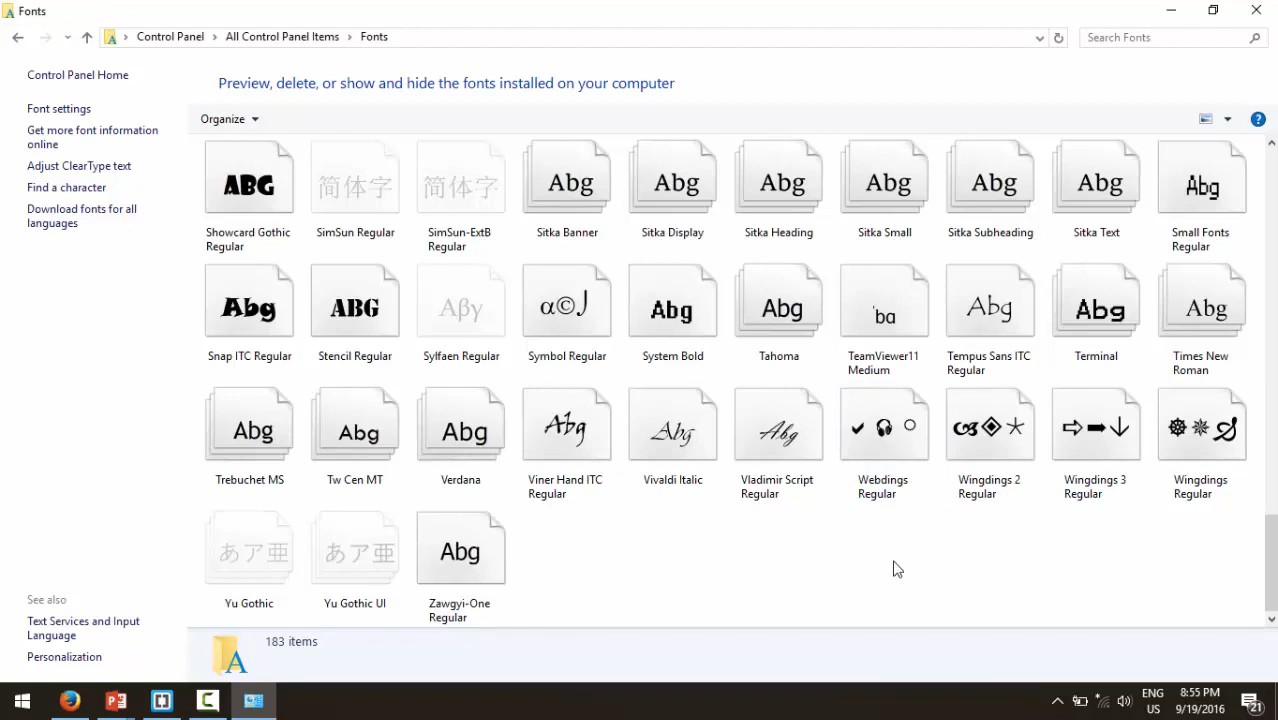 Fonts
Control Panel > All Control Panel Items > Fonts
Search Fonts
Control Panel Home
Font settings
Get more font information
online
Adjust ClearType text
Find a character
Download fonts for all
languages
See also
Text Services and Input
Language
Personalization
Preview, delete, or show and hide the fonts installed on your computer
Organize
ABG 简体字 简体字 Abg Abg Abg Abg Abg Abg Abg
Showcard Gothic Regular SimSun Regular SimSun-ExtB Regular Sitka Banner Sitka Display Sitka Heading Sitka Small Sitka Subheading Sitka Text Small Fonts Regular
Abg ABG Αβγ α©J Abg Abg 'ba Abg Abg Abg
Snap ITC Regular Stencil Regular Sylfaen Regular Symbol Regular System Bold Tahoma TeamViewer11 Medium Tempus Sans ITC Regular Terminal Times New Roman
Abg Abg Abg Abg Abg Abg
Trebuchet MS Tw Cen MT Verdana Viner Hand ITC Regular Vivaldi Italic Vladimir Script Regular Webdings Regular Wingdings 2 Regular Wingdings 3 Regular Wingdings Regular
あア亜 あア亜 Abg
Yu Gothic Yu Gothic UI Zawgyi-One Regular
183 items
ENG
US
8:55 PM
9/19/2016
21